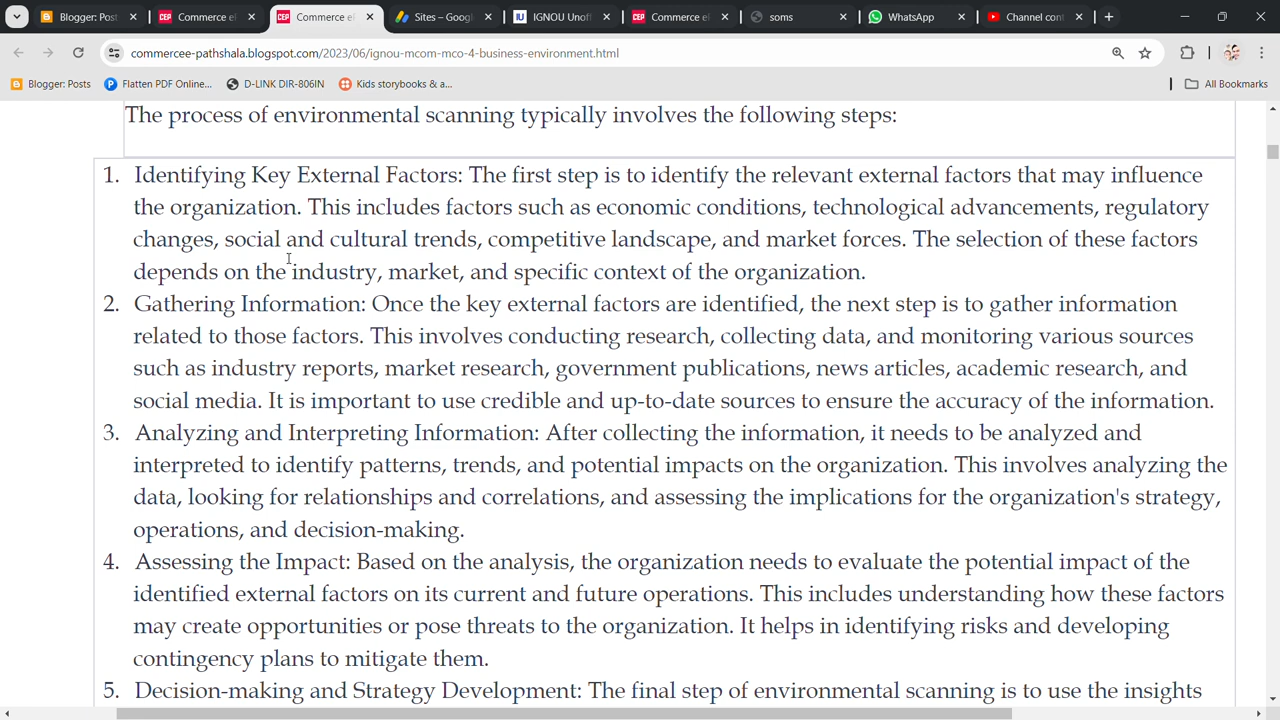 Blogger: Post
Commerce el
Commerce el
Sites – Googl
IGNOU Unoff
Commerce el
soms
WhatsApp
Channel cont
commercee-pathshala.blogspot.com/2023/06/ignou-mcom-mco-4-business-environment.html
Blogger: Posts
Flatten PDF Online...
D-LINK DIR-806IN
Kids storybooks & a...
All Bookmarks
The process of environmental scanning typically involves the following steps:
1. Identifying Key External Factors: The first step is to identify the relevant external factors that may influence
the organization. This includes factors such as economic conditions, technological advancements, regulatory
changes, social and cultural trends, competitive landscape, and market forces. The selection of these factors
depends on the industry, market, and specific context of the organization.
2. Gathering Information: Once the key external factors are identified, the next step is to gather information
related to those factors. This involves conducting research, collecting data, and monitoring various sources
such as industry reports, market research, government publications, news articles, academic research, and
social media. It is important to use credible and up-to-date sources to ensure the accuracy of the information.
3. Analyzing and Interpreting Information: After collecting the information, it needs to be analyzed and
interpreted to identify patterns, trends, and potential impacts on the organization. This involves analyzing the
data, looking for relationships and correlations, and assessing the implications for the organization's strategy,
operations, and decision-making.
4. Assessing the Impact: Based on the analysis, the organization needs to evaluate the potential impact of the
identified external factors on its current and future operations. This includes understanding how these factors
may create opportunities or pose threats to the organization. It helps in identifying risks and developing
contingency plans to mitigate them.
5. Decision-making and Strategy Development: The final step of environmental scanning is to use the insights